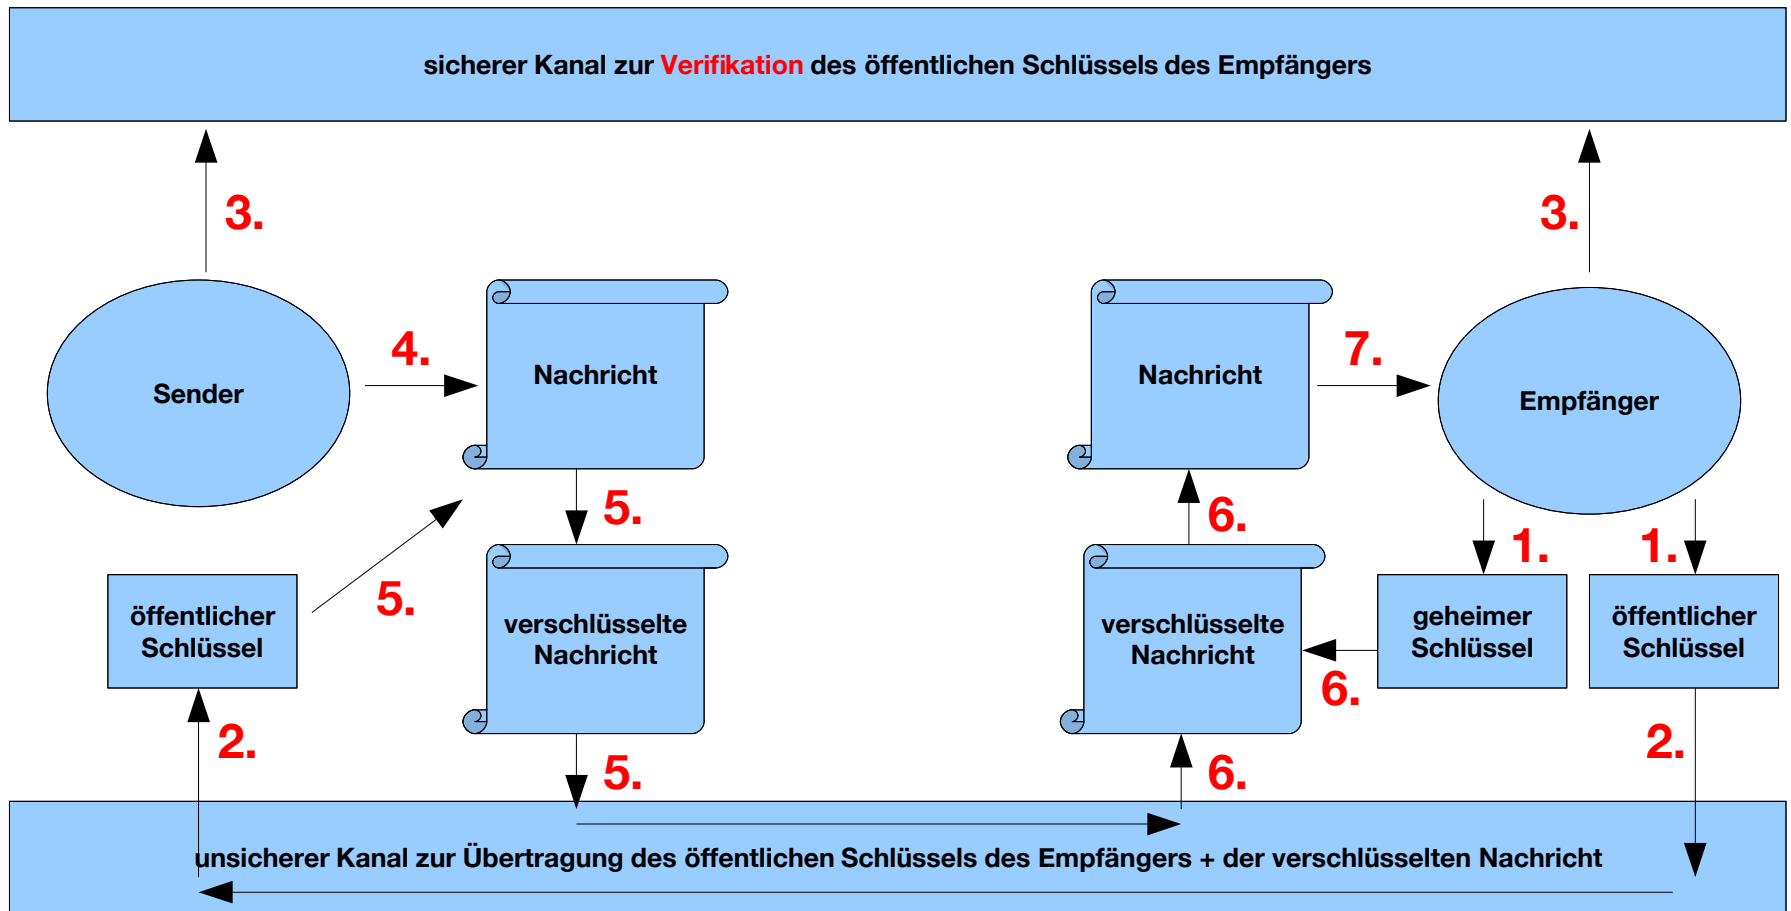 sicherer Kanal zur Verifikation des öffentlichen Schlüssels des Empfängers
3.
3.
4.
7.
Nachricht
Nachricht
Sender
Empfänger
5.
6.
1.
1.
5.
öffentlicher
Schlüssel
verschlüsselte
Nachricht
verschlüsselte
Nachricht
geheimer
Schlüssel
öffentlicher
Schlüssel
6.
2.
2.
5.
6.
unsicherer Kanal zur Übertragung des öffentlichen Schlüssels des Empfängers + der verschlüsselten Nachricht